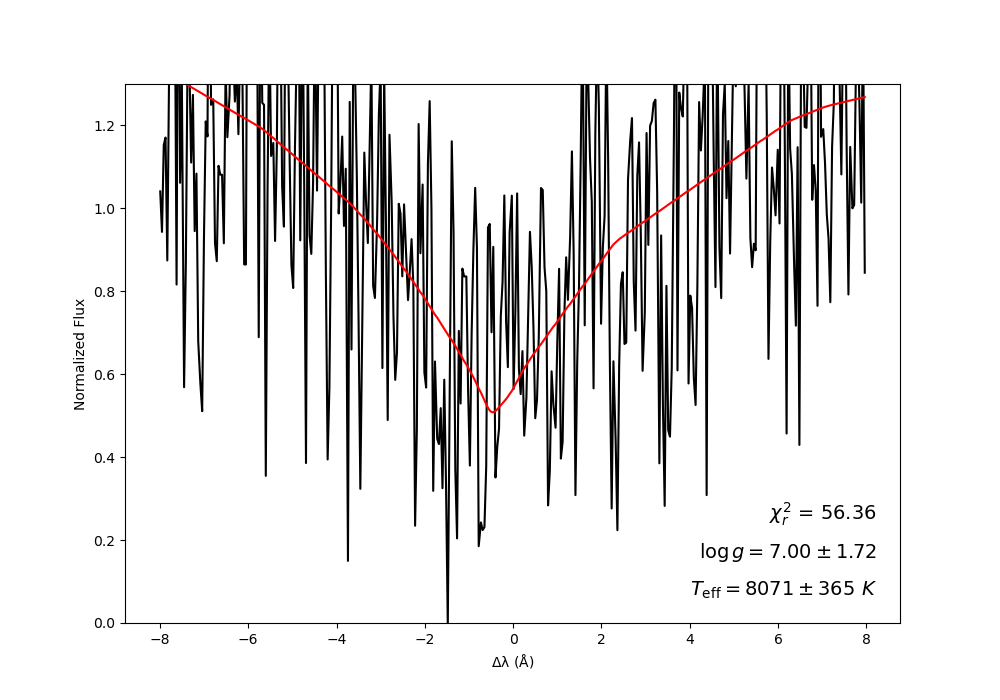 1.2
1.0
0.8
0.6
0.4
0.2
0.0
Normalized Flux
χ²ᵣ = 56.36
log g = 7.00 ± 1.72
T_eff = 8071 ± 365 K
−8 −6 −4 −2 0 2 4 6 8
Δλ (Å)